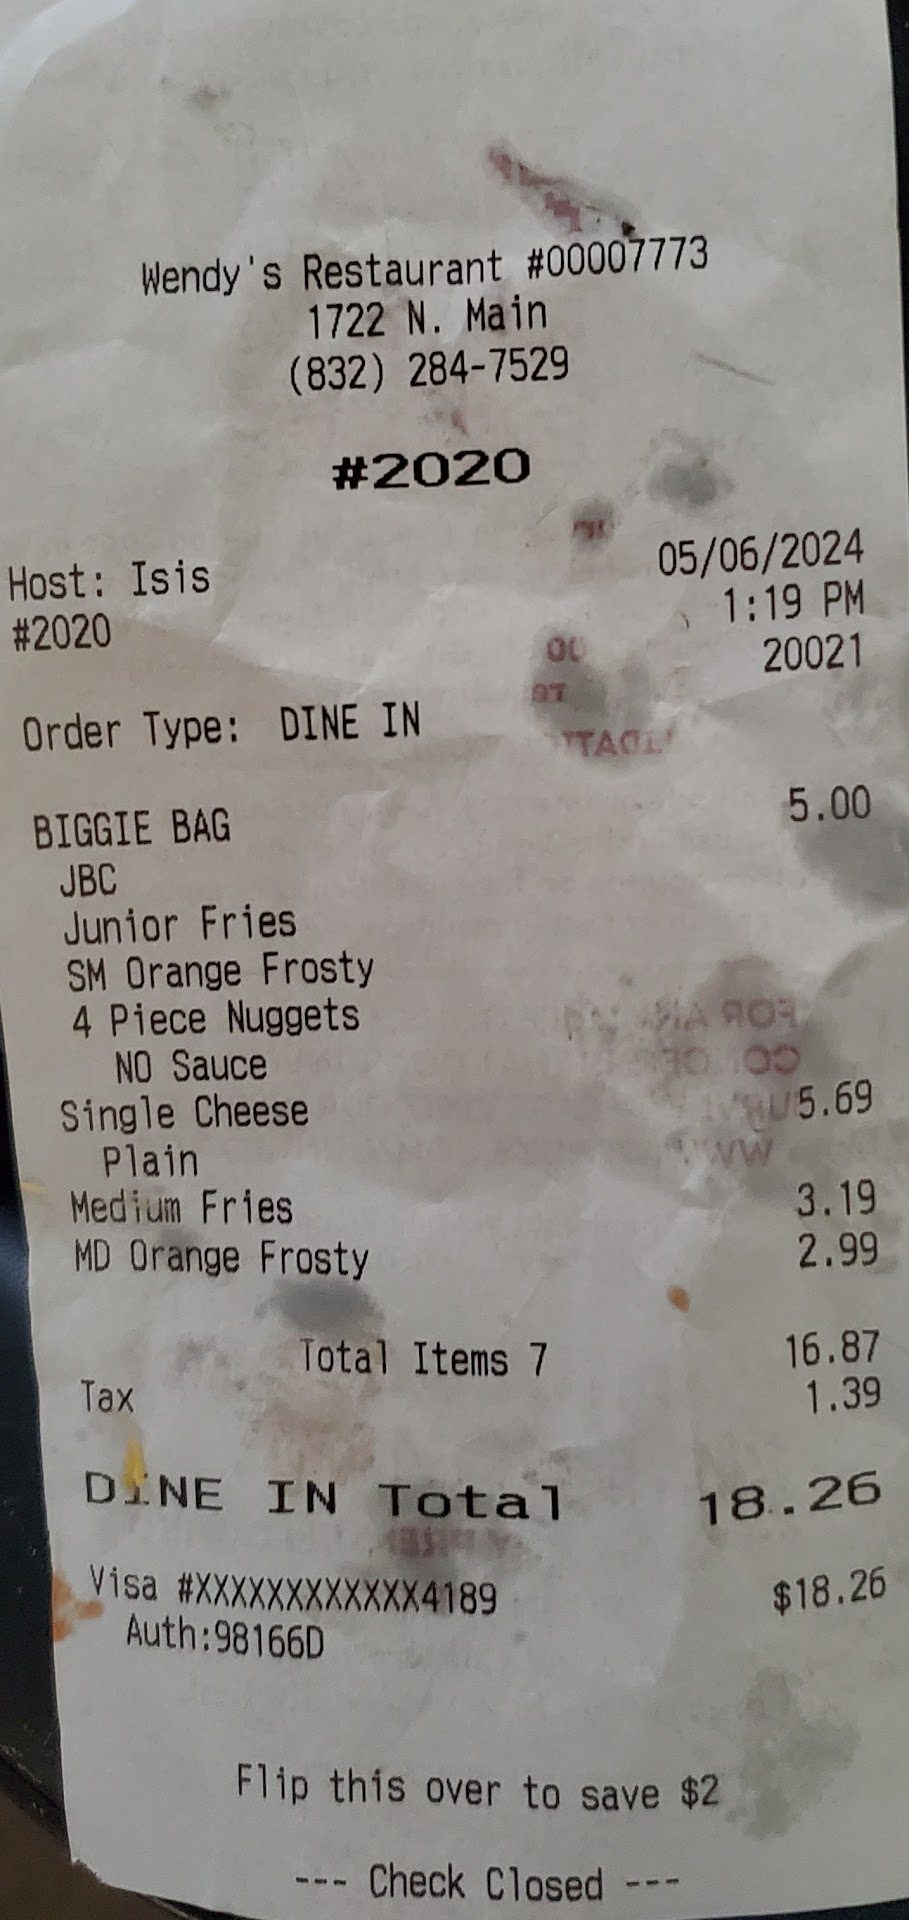 Wendy's Restaurant #00007773
1722 N. Main
(832) 284-7529
#2020
Host: Isis 05/06/2024
#2020 1:19 PM
20021
Order Type: DINE IN
BIGGIE BAG 5.00
JBC
Junior Fries
SM Orange Frosty
4 Piece Nuggets
NO Sauce
Single Cheese 5.69
Plain
Medium Fries 3.19
MD Orange Frosty 2.99
Total Items 7 16.87
Tax 1.39
DINE IN Total 18.26
Visa #XXXXXXXXXXXX4189 $18.26
Auth:98166D
Flip this over to save $2
--- Check Closed ---